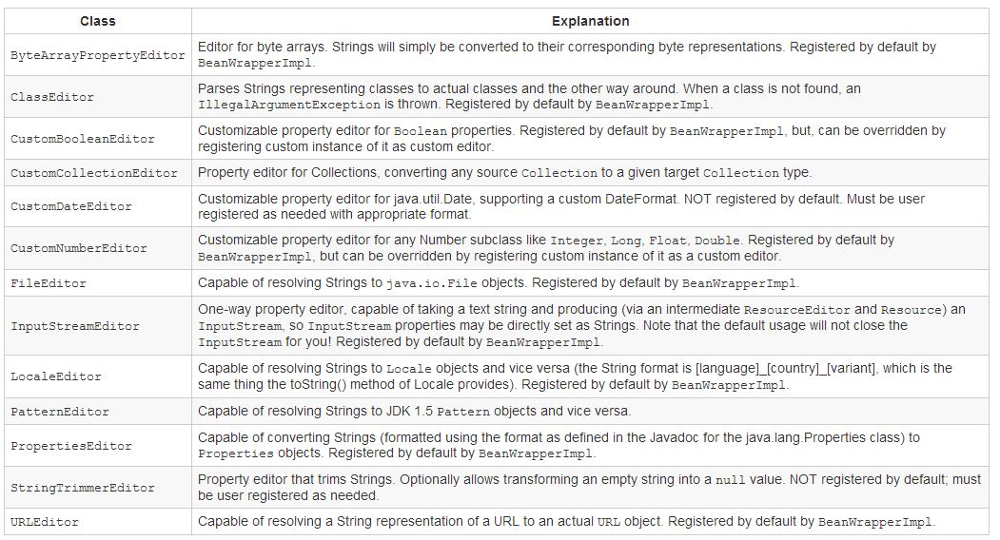 Class Explanation
ByteArrayPropertyEditor
Editor for byte arrays. Strings will simply be converted to their corresponding byte representations. Registered by default by
BeanWrapperImpl.
ClassEditor
Parses Strings representing classes to actual classes and the other way around. When a class is not found, an
IllegalArgumentException is thrown. Registered by default by BeanWrapperImpl.
CustomBooleanEditor
Customizable property editor for Boolean properties. Registered by default by BeanWrapperImpl, but, can be overridden by
registering custom instance of it as custom editor.
CustomCollectionEditor
Property editor for Collections, converting any source Collection to a given target Collection type.
CustomDateEditor
Customizable property editor for java.util.Date, supporting a custom DateFormat. NOT registered by default. Must be user
registered as needed with appropriate format.
CustomNumberEditor
Customizable property editor for any Number subclass like Integer, Long, Float, Double. Registered by default by
BeanWrapperImpl, but can be overridden by registering custom instance of it as a custom editor.
FileEditor
Capable of resolving Strings to java.io.File objects. Registered by default by BeanWrapperImpl.
InputStreamEditor
One-way property editor, capable of taking a text string and producing (via an intermediate ResourceEditor and Resource) an
InputStream, so InputStream properties may be directly set as Strings. Note that the default usage will not close the
InputStream for you! Registered by default by BeanWrapperImpl.
LocaleEditor
Capable of resolving Strings to Locale objects and vice versa (the String format is [language]_[country]_[variant], which is the
same thing the toString() method of Locale provides). Registered by default by BeanWrapperImpl.
PatternEditor
Capable of resolving Strings to JDK 1.5 Pattern objects and vice versa.
PropertiesEditor
Capable of converting Strings (formatted using the format as defined in the Javadoc for the java.lang.Properties class) to
Properties objects. Registered by default by BeanWrapperImpl.
StringTrimmerEditor
Property editor that trims Strings. Optionally allows transforming an empty string into a null value. NOT registered by default; must
be user registered as needed.
URLEditor
Capable of resolving a String representation of a URL to an actual URL object. Registered by default by BeanWrapperImpl.